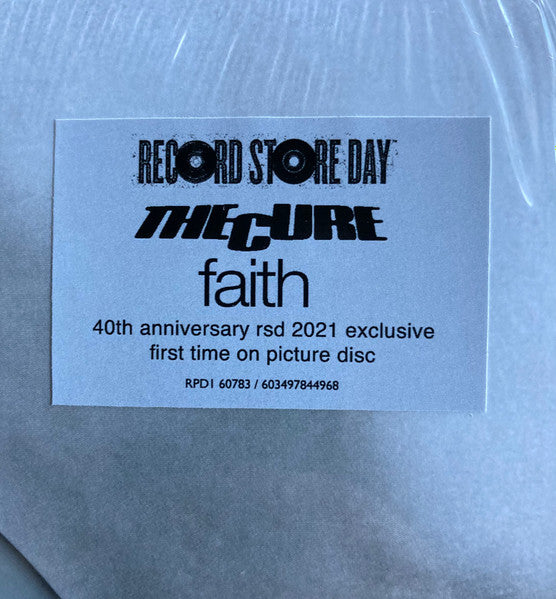 RECORD STORE DAY
THE CURE
faith
40th anniversary rsd 2021 exclusive
first time on picture disc
RPD1 60783 / 603497844968